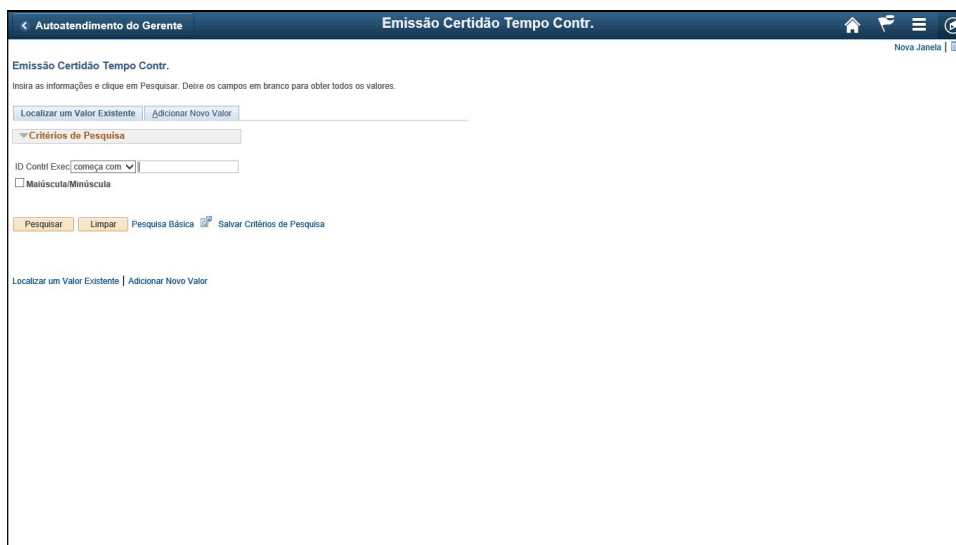 Autoatendimento do Gerente
Emissão Certidão Tempo Contr.
Nova Janela |
Emissão Certidão Tempo Contr.
Insira as informações e clique em Pesquisar. Deixe os campos em branco para obter todos os valores.
Localizar um Valor Existente Adicionar Novo Valor
Critérios de Pesquisa
ID Contrl Exec começa com
Maiúscula/Minúscula
Pesquisar Limpar Pesquisa Básica Salvar Critérios de Pesquisa
Localizar um Valor Existente | Adicionar Novo Valor